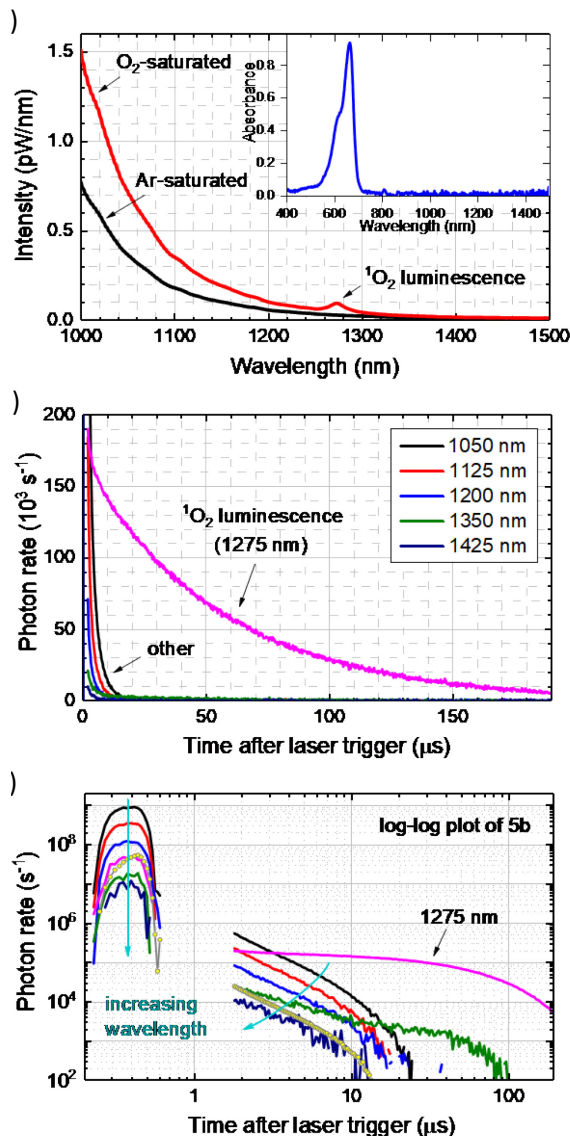 )
1.5
1.0
0.5
0.0
Intensity (pW/nm)
O₂-saturated
Ar-saturated
¹O₂ luminescence
1000 1100 1200 1300 1400 1500
Wavelength (nm)
0.8
0.6
0.4
0.2
0.0
Absorbance
400 600 800 1000 1200 1400
Wavelength (nm)
)
200
150
100
50
0
Photon rate (10³ s⁻¹)
¹O₂ luminescence
(1275 nm)
other
1050 nm
1125 nm
1200 nm
1350 nm
1425 nm
0 50 100 150
Time after laser trigger (μs)
)
10⁸
10⁶
10⁴
10²
Photon rate (s⁻¹)
log-log plot of 5b
1275 nm
increasing
wavelength
1 10 100
Time after laser trigger (μs)